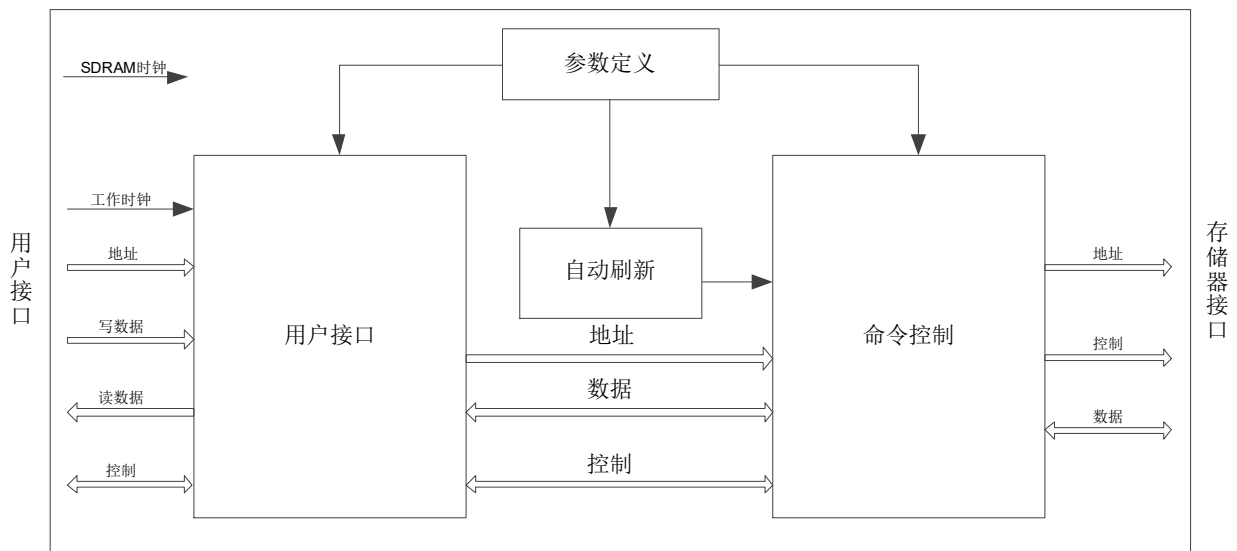 参数定义
SDRAM时钟
工作时钟
地址
写数据
读数据
控制
用户接口
用户接口
自动刷新
地址
数据
控制
命令控制
地址
控制
数据
存储器接口